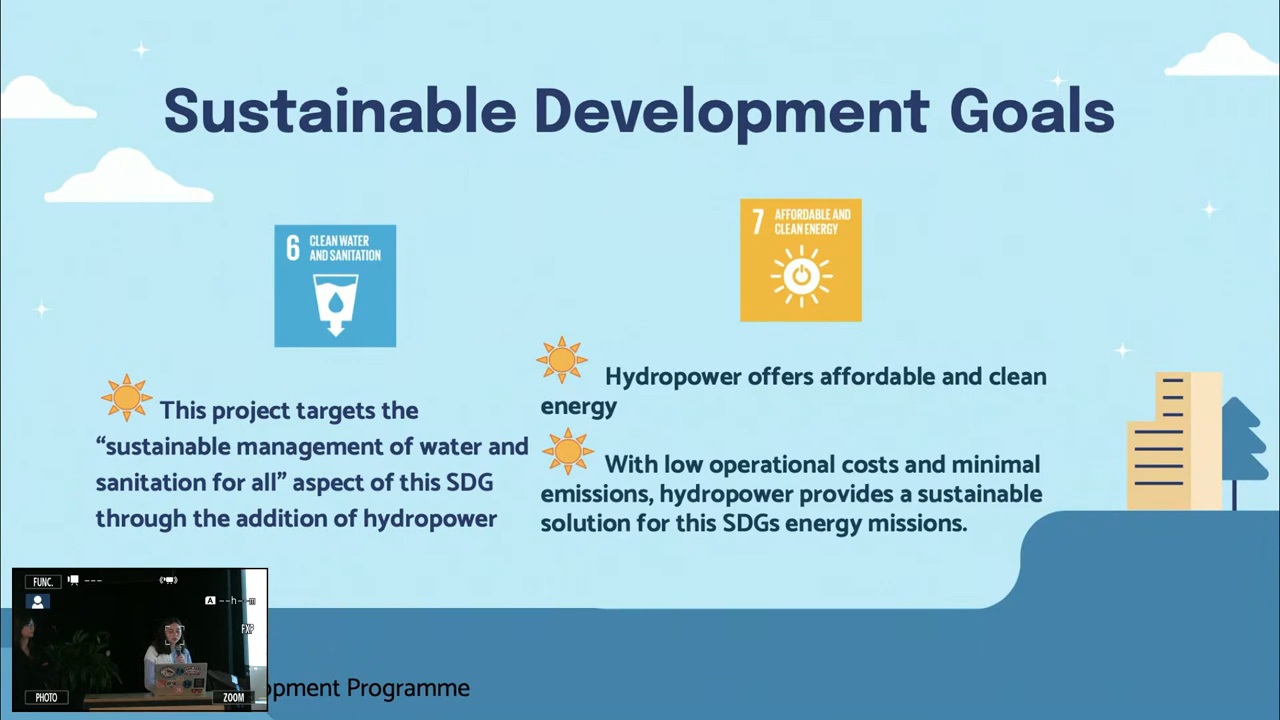 Sustainable Development Goals
6 CLEAN WATER
AND SANITATION
7 AFFORDABLE AND
CLEAN ENERGY
This project targets the
“sustainable management of water and
sanitation for all” aspect of this SDG
through the addition of hydropower
Hydropower offers affordable and clean
energy
With low operational costs and minimal
emissions, hydropower provides a sustainable
solution for this SDGs energy missions.
FUNC.
---
A --h--m
FXP
PHOTO
ZOOM
opment Programme